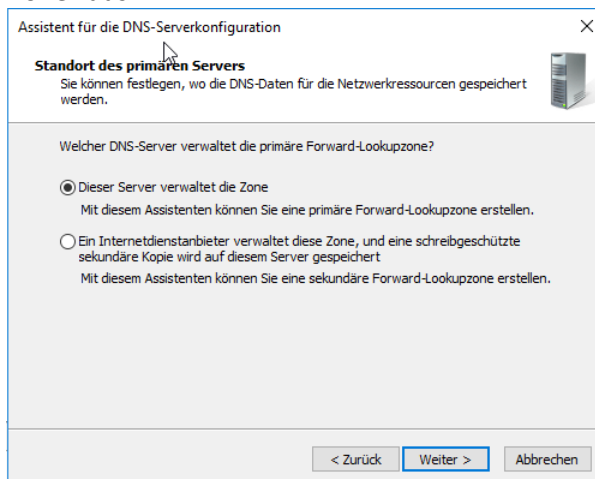 Assistent für die DNS-Serverkonfiguration
Standort des primären Servers
Sie können festlegen, wo die DNS-Daten für die Netzwerkressourcen gespeichert
werden.
Welcher DNS-Server verwaltet die primäre Forward-Lookupzone?
Dieser Server verwaltet die Zone
Mit diesem Assistenten können Sie eine primäre Forward-Lookupzone erstellen.
Ein Internetdienstanbieter verwaltet diese Zone, und eine schreibgeschützte
sekundäre Kopie wird auf diesem Server gespeichert
Mit diesem Assistenten können Sie eine sekundäre Forward-Lookupzone erstellen.
< Zurück Weiter > Abbrechen